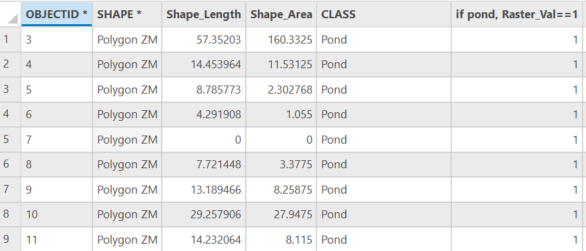 OBJECTID * SHAPE * Shape_Length Shape_Area CLASS if pond, Raster_Val==1
1 3 Polygon ZM 57.35203 160.3325 Pond 1
2 4 Polygon ZM 14.453964 11.53125 Pond 1
3 5 Polygon ZM 8.785773 2.302768 Pond 1
4 6 Polygon ZM 4.291908 1.055 Pond 1
5 7 Polygon ZM 0 0 Pond 1
6 8 Polygon ZM 7.721448 3.3775 Pond 1
7 9 Polygon ZM 13.189466 8.25875 Pond 1
8 10 Polygon ZM 29.257906 27.9475 Pond 1
9 11 Polygon ZM 14.232064 8.115 Pond 1